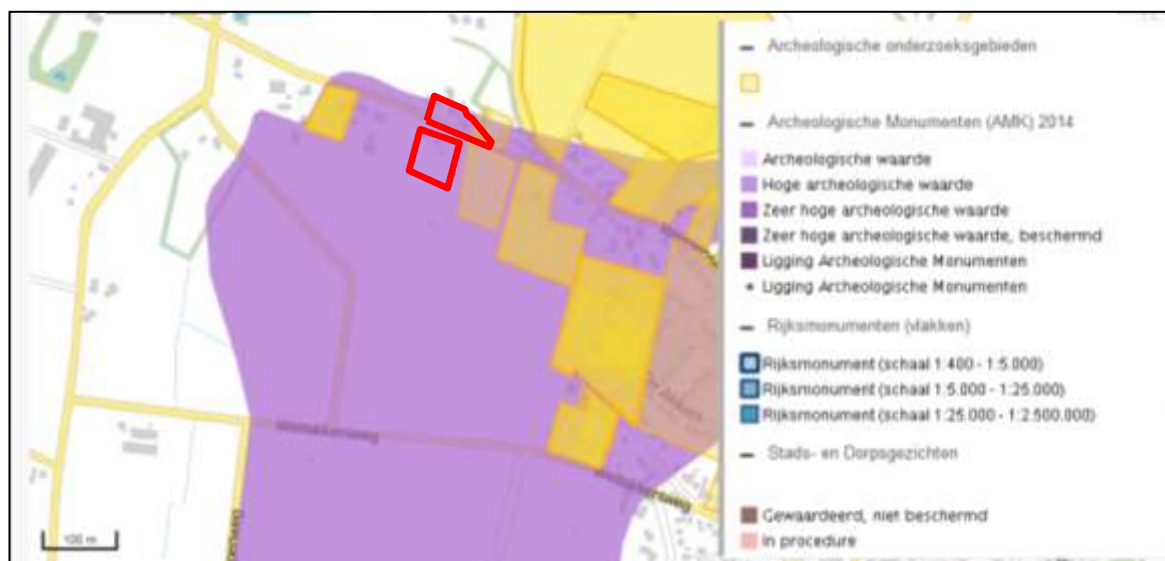 Archeologische onderzoeksgebieden
Archeologische Monumenten (AMK) 2014
Archeologische waarde
Hoge archeologische waarde
Zeer hoge archeologische waarde
Zeer hoge archeologische waarde, beschermd
Ligging Archeologische Monumenten
Ligging Archeologische Monumenten
Rijksmonumenten (vlakken)
Rijksmonument (schaal 1:400 - 1:5.000)
Rijksmonument (schaal 1:5.000 - 1:25.000)
Rijksmonument (schaal 1:25.000 - 1:2.500.000)
Stads- en Dorpsgezichten
Gewaardeerd, niet beschermd
In procedure
100 m